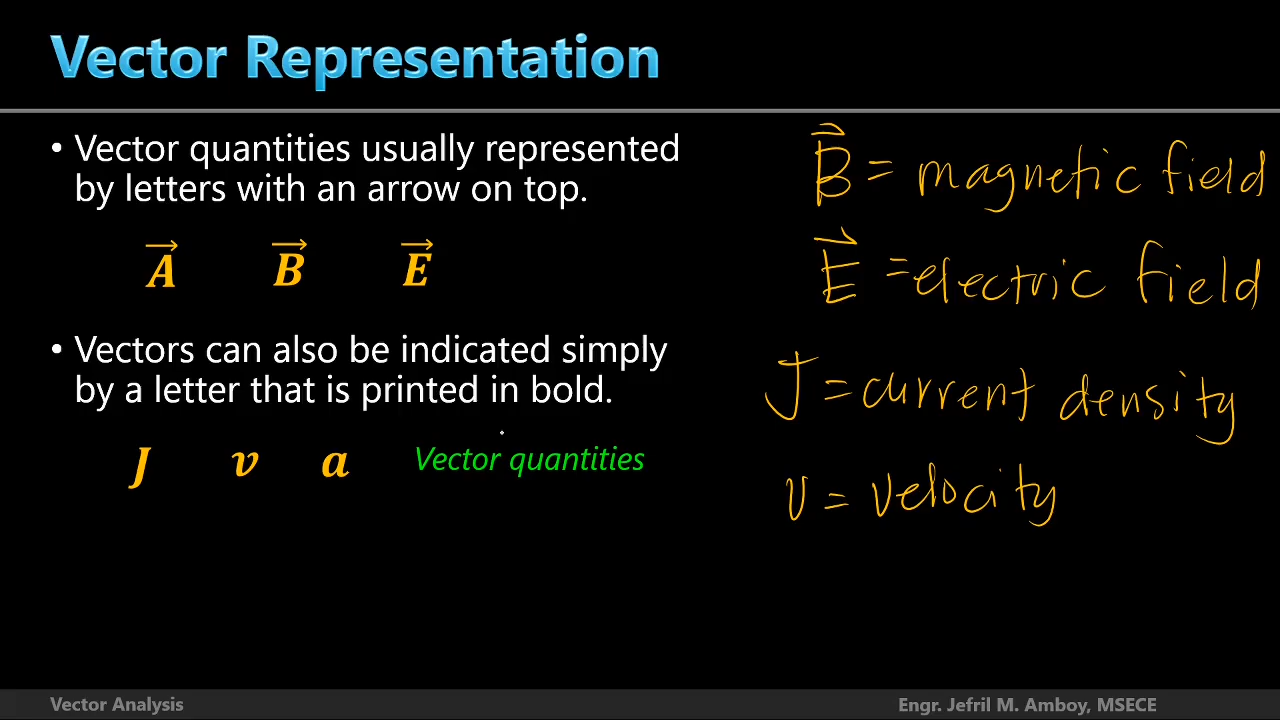 Vector Representation
• Vector quantities usually represented
by letters with an arrow on top.
A⃗ B⃗ E⃗
• Vectors can also be indicated simply
by a letter that is printed in bold.
J v a Vector quantities
B⃗ = magnetic field
E⃗ = electric field
J = current density
v = velocity
Vector Analysis
Engr. Jefril M. Amboy, MSECE